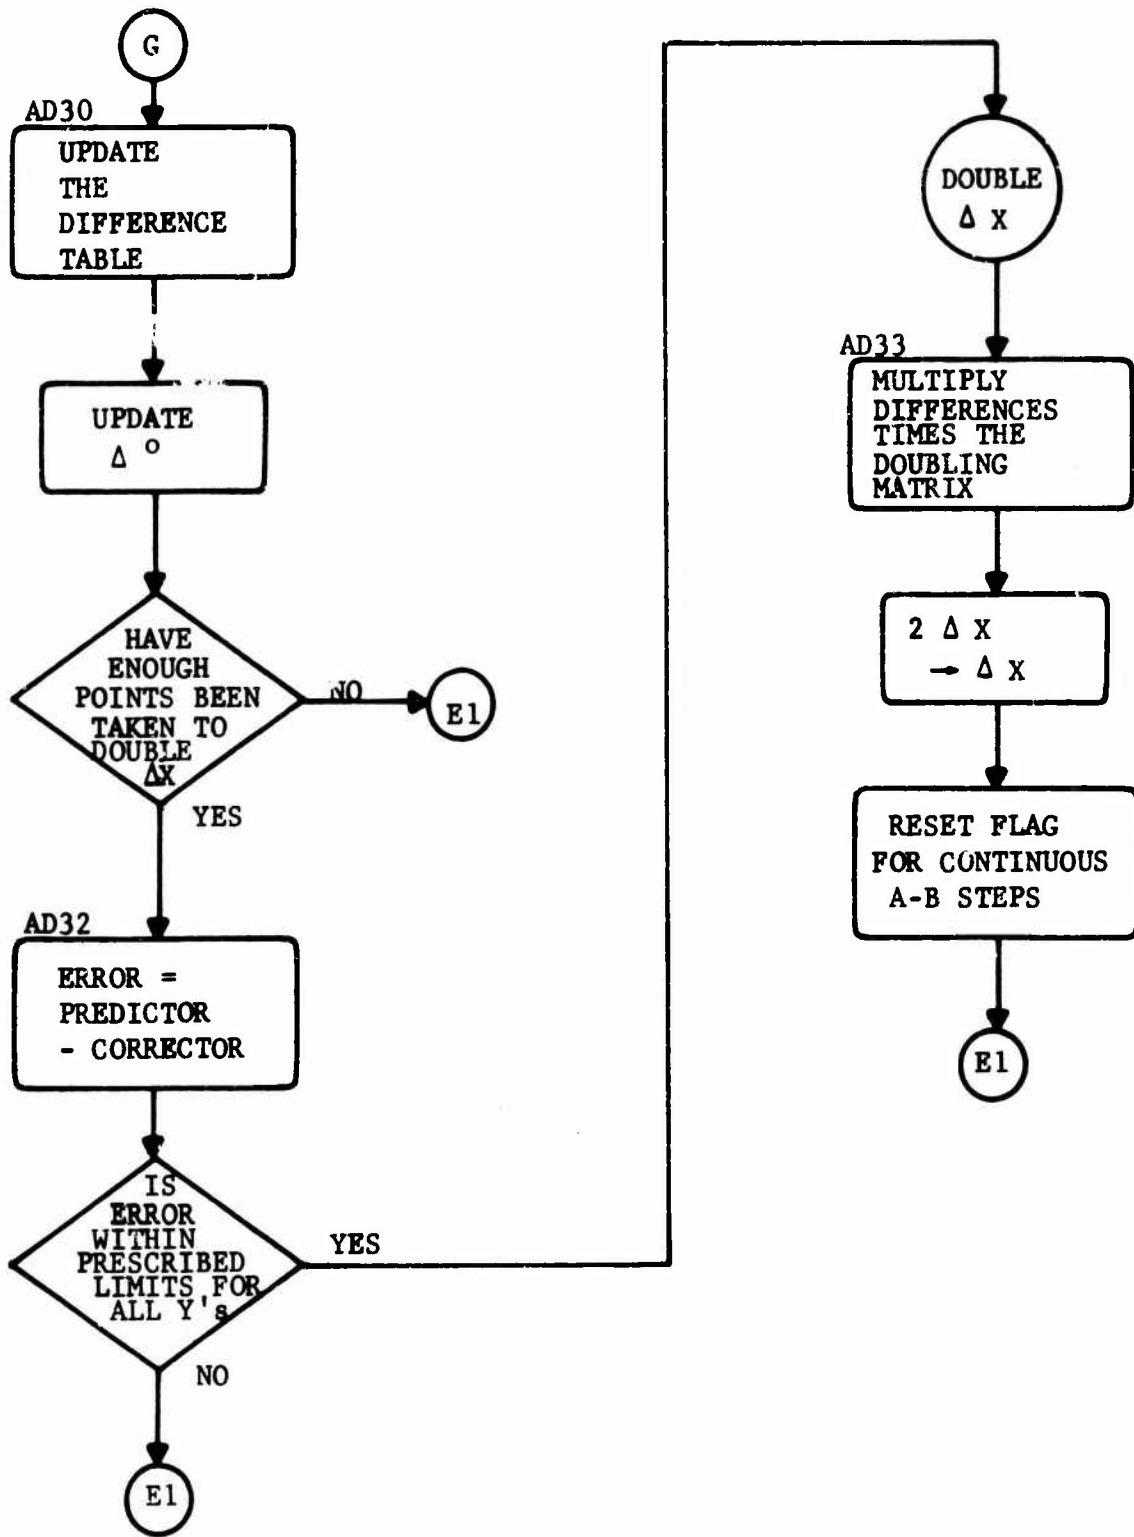 G
AD30
UPDATE
THE
DIFFERENCE
TABLE
UPDATE
Δ °
HAVE
ENOUGH
POINTS BEEN
TAKEN TO
DOUBLE
ΔX
NO
E1
YES
AD32
ERROR =
PREDICTOR
- CORRECTOR
IS
ERROR
WITHIN
PRESCRIBED
LIMITS FOR
ALL Y's
YES
NO
E1
DOUBLE
Δ X
AD33
MULTIPLY
DIFFERENCES
TIMES THE
DOUBLING
MATRIX
2 Δ X
→ Δ X
RESET FLAG
FOR CONTINUOUS
A-B STEPS
E1